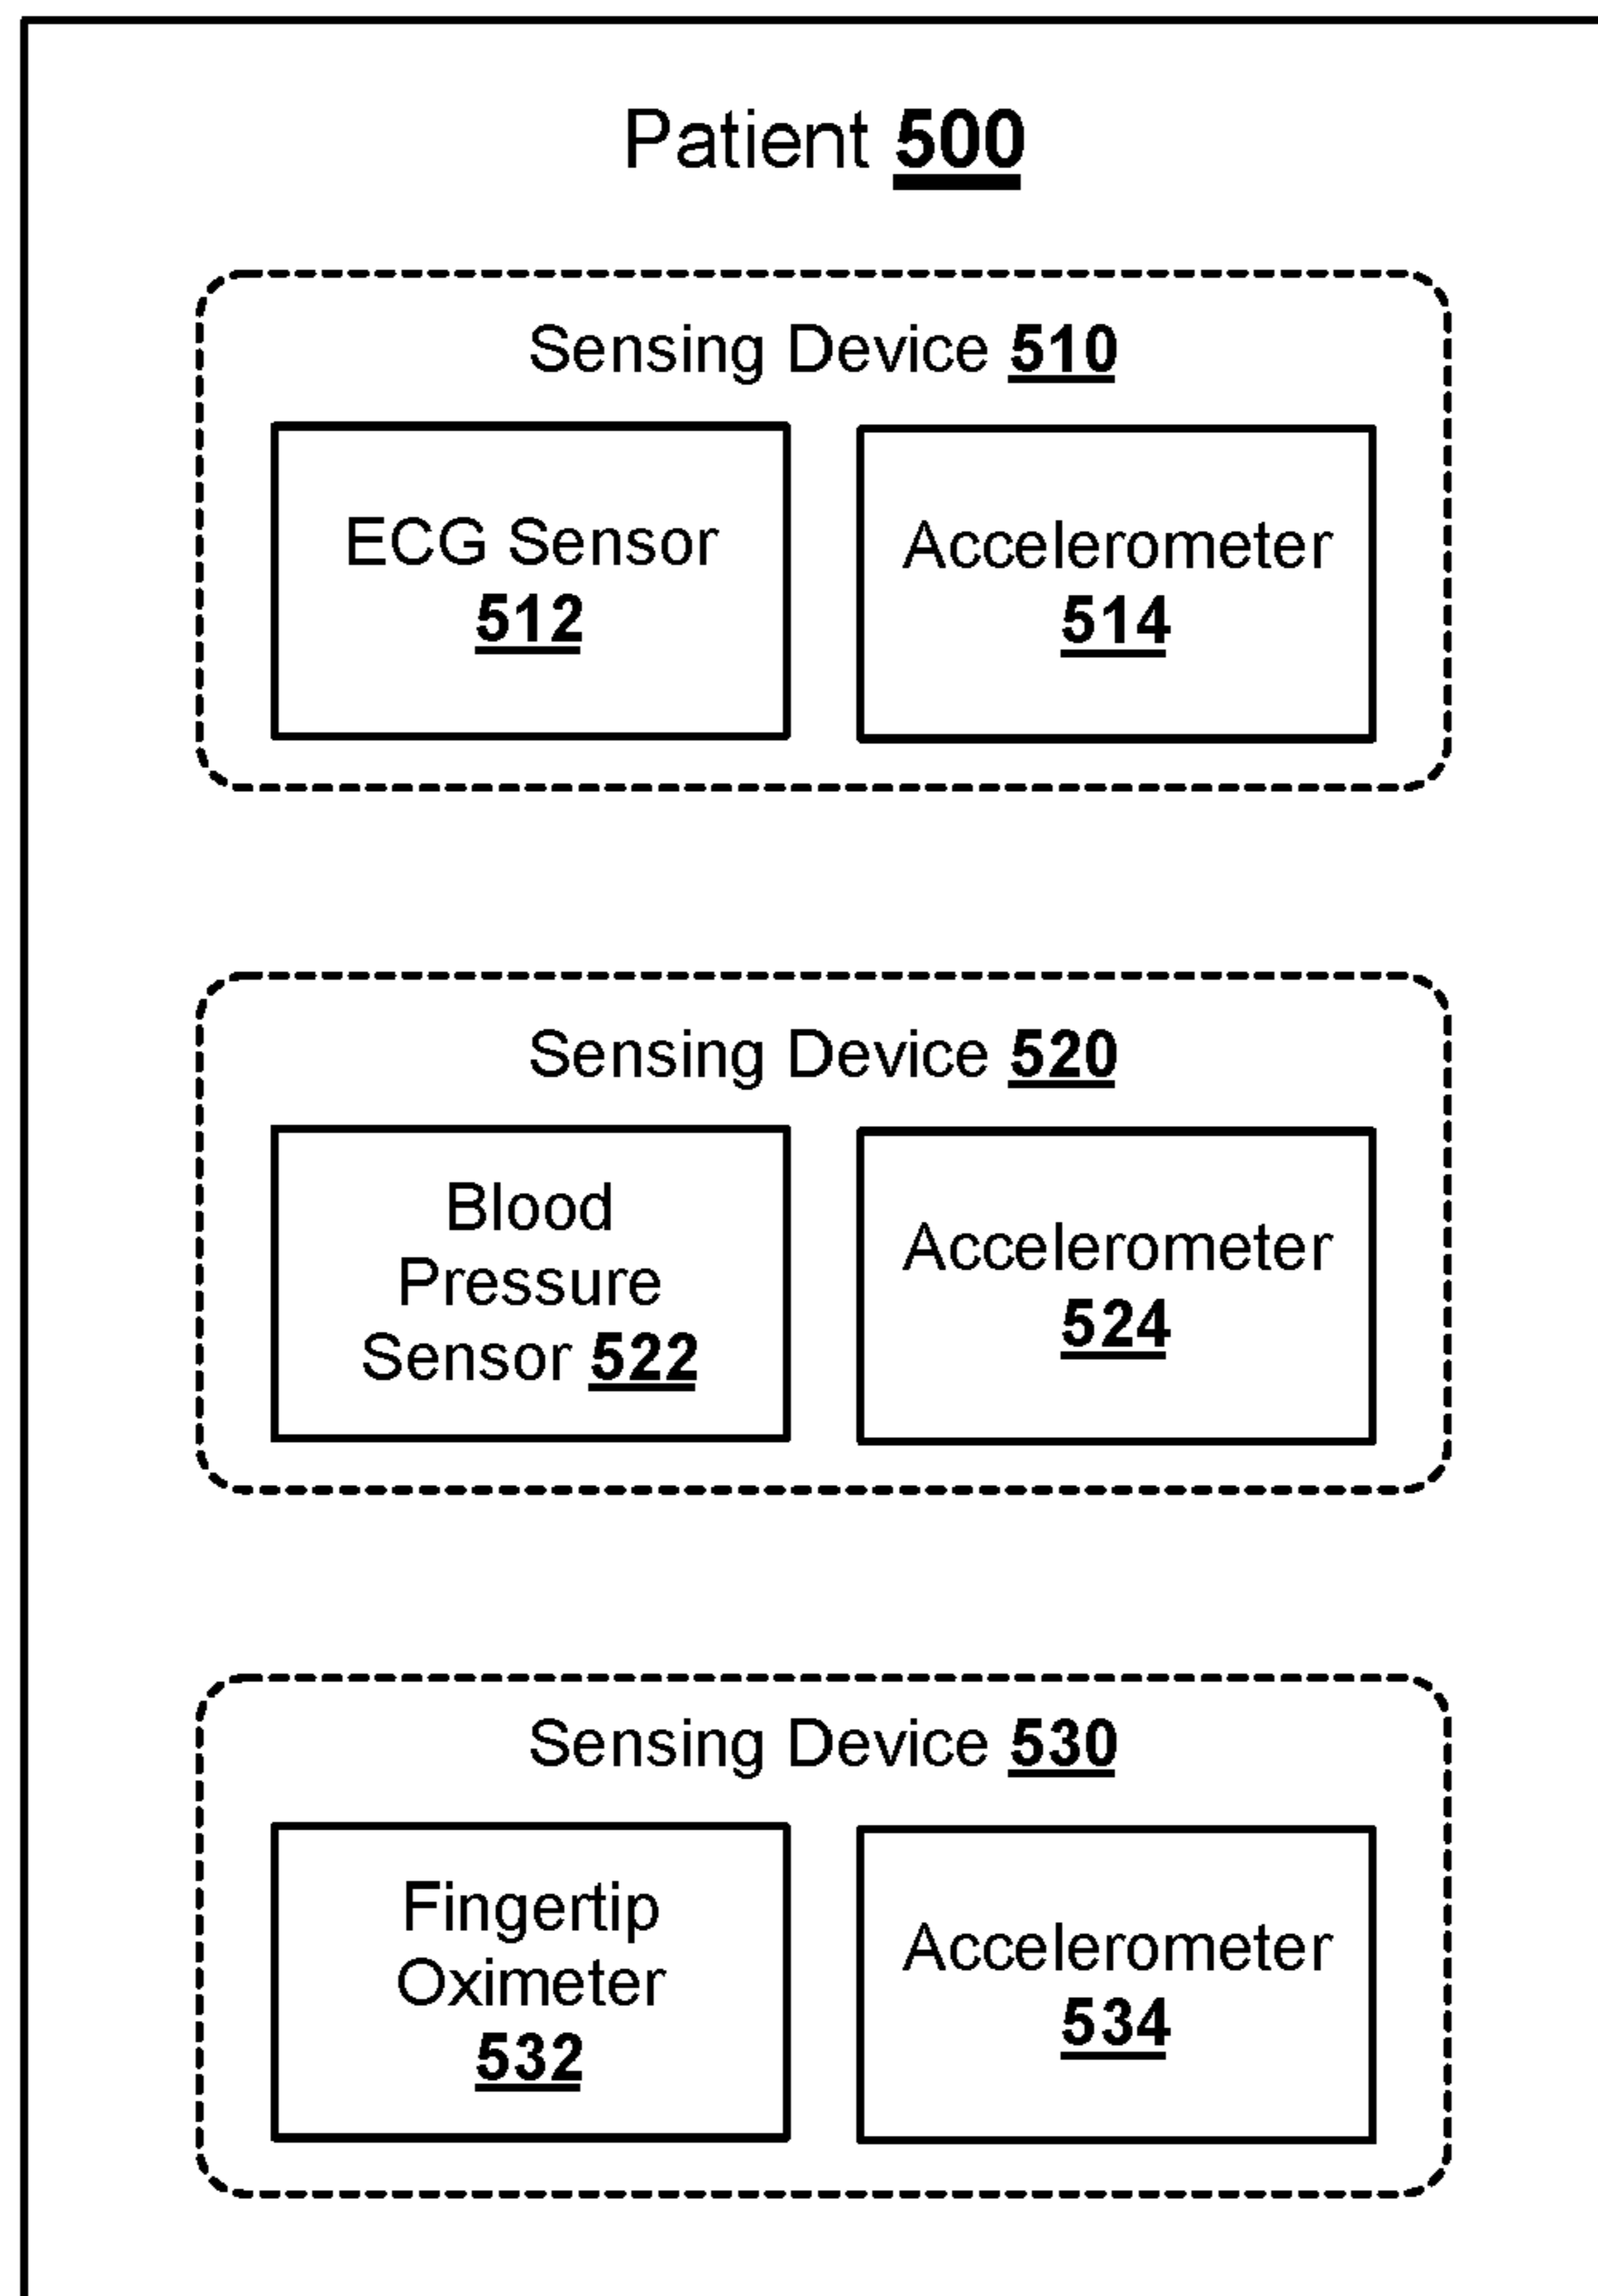 Patient 500
Sensing Device 510
ECG Sensor
512
Accelerometer
514
Sensing Device 520
Blood
Pressure
Sensor 522
Accelerometer
524
Sensing Device 530
Fingertip
Oximeter
532
Accelerometer
534